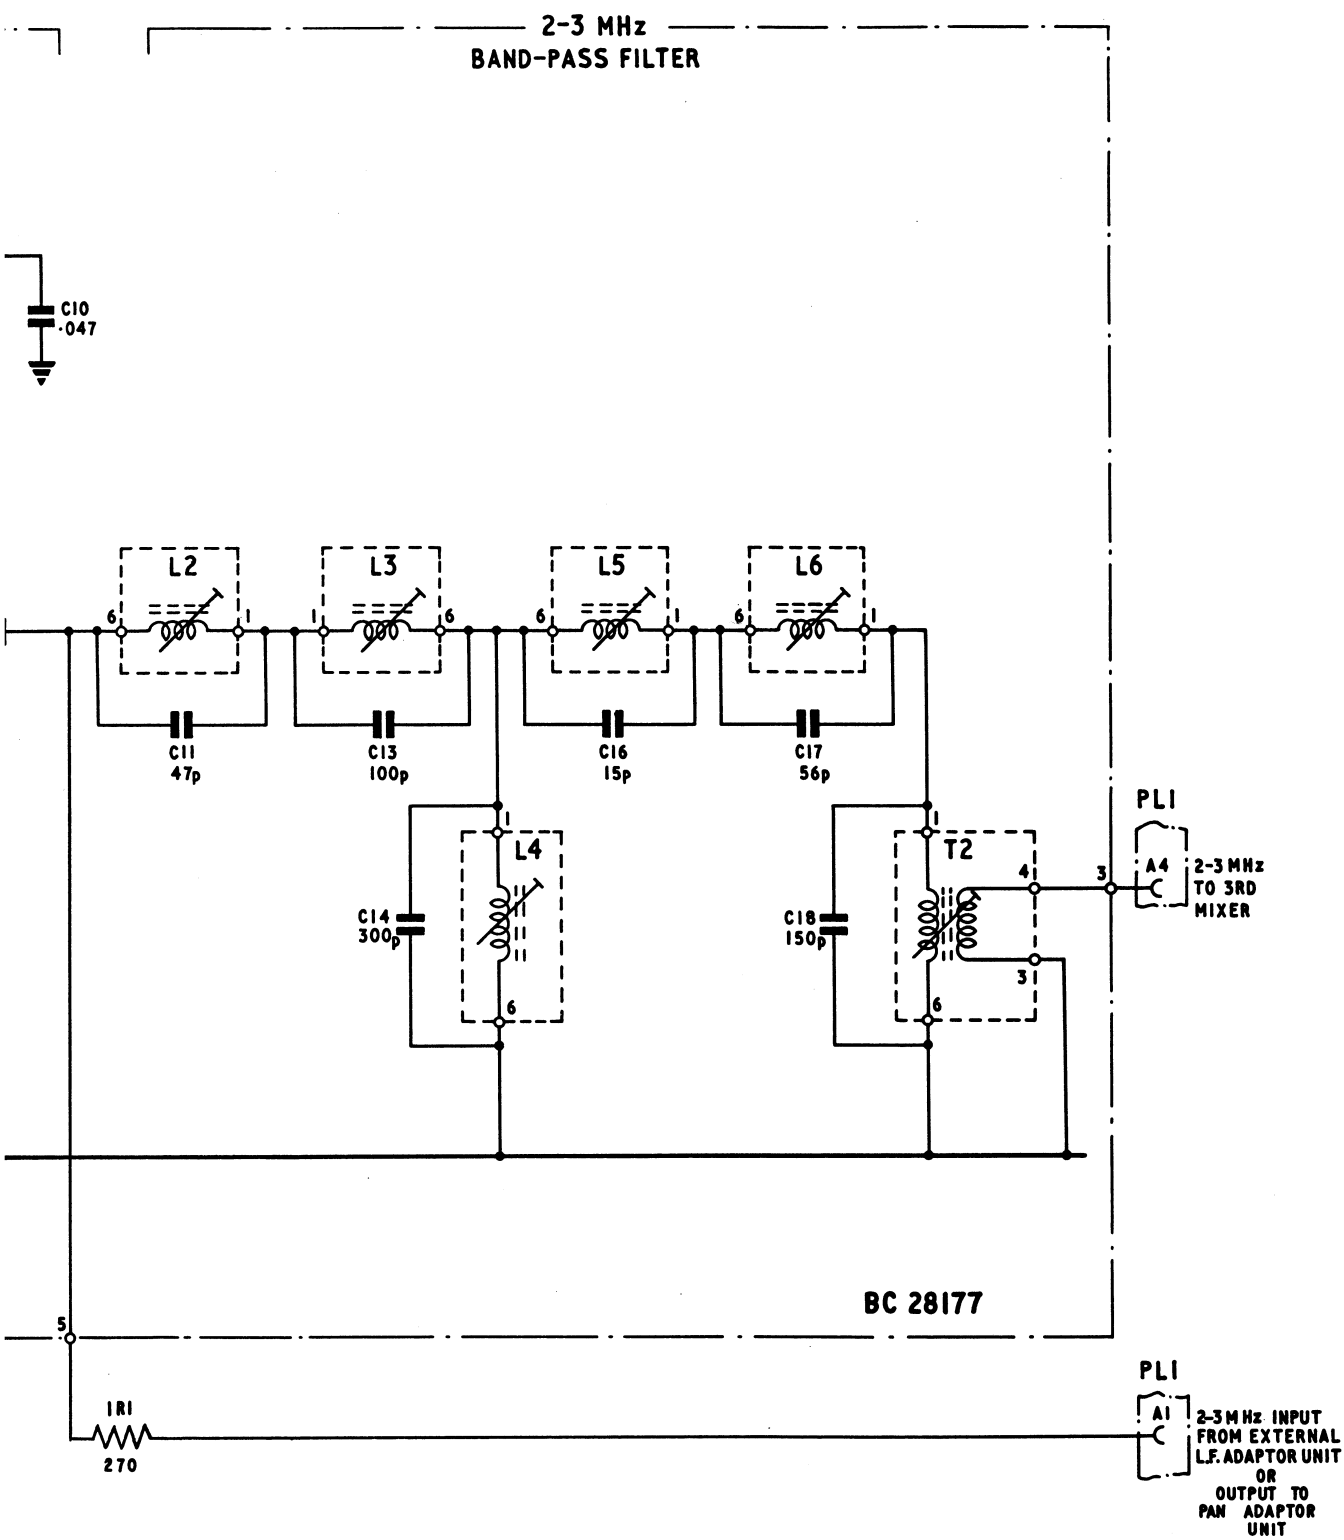 2-3 MHz
BAND-PASS FILTER
C10
.047
L2
L3
L5
L6
6
1
1
6
6
1
6
1
C11
47p
C13
100p
C16
15p
C17
56p
1
L4
C14
300p
6
1
T2
C18
150p
4
3
6
3
PL1
A4
2-3 MHz
TO 3RD
MIXER
BC 28177
5
1R1
270
PL1
A1
2-3 MHz INPUT
FROM EXTERNAL
L.F. ADAPTOR UNIT
OR
OUTPUT TO
PAN ADAPTOR
UNIT